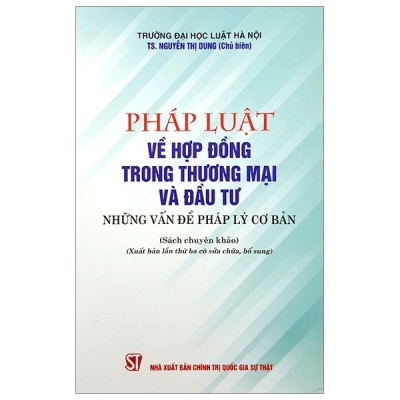 TRƯỜNG ĐẠI HỌC LUẬT HÀ NỘI
TS. NGUYỄN THỊ DUNG (Chủ biên)
PHÁP LUẬT
VỀ HỢP ĐỒNG
TRONG THƯƠNG MẠI
VÀ ĐẦU TƯ
NHỮNG VẤN ĐỀ PHÁP LÝ CƠ BẢN
(Sách chuyên khảo)
(Xuất bản lần thứ ba có sửa chữa, bổ sung)
ST
NHÀ XUẤT BẢN CHÍNH TRỊ QUỐC GIA SỰ THẬT